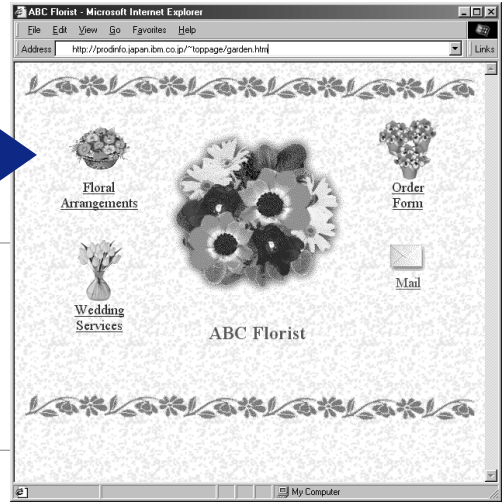 ABC Florist - Microsoft Internet Explorer
File Edit View Go Favorites Help
Address http://prodinfo.japan.ibm.co.jp/~toppage/garden.htm Links
Floral
Arrangements
Order
Form
Wedding
Services
Mail
ABC Florist
My Computer